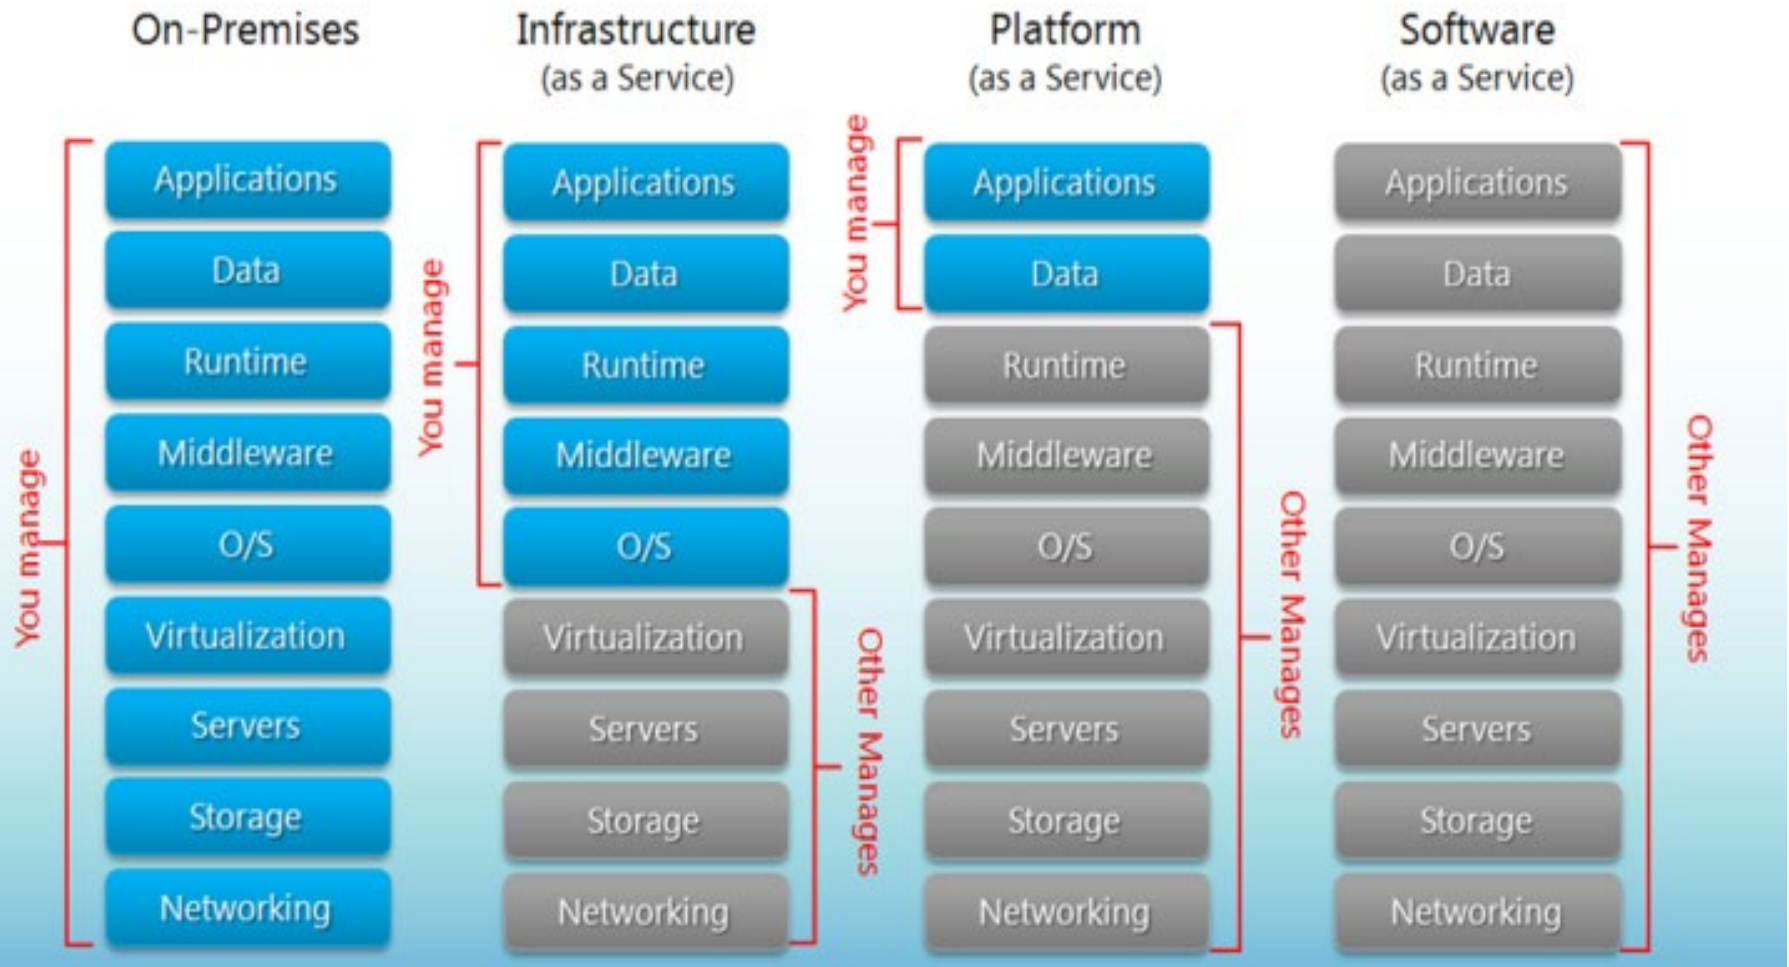 On-Premises
You manage
Applications
Data
Runtime
Middleware
O/S
Virtualization
Servers
Storage
Networking
Infrastructure
(as a Service)
You manage
Applications
Data
Runtime
Middleware
O/S
Virtualization
Servers
Storage
Networking
Other Manages
Platform
(as a Service)
You manage
Applications
Data
Runtime
Middleware
O/S
Virtualization
Servers
Storage
Networking
Other Manages
Software
(as a Service)
Applications
Data
Runtime
Middleware
O/S
Virtualization
Servers
Storage
Networking
Other Manages